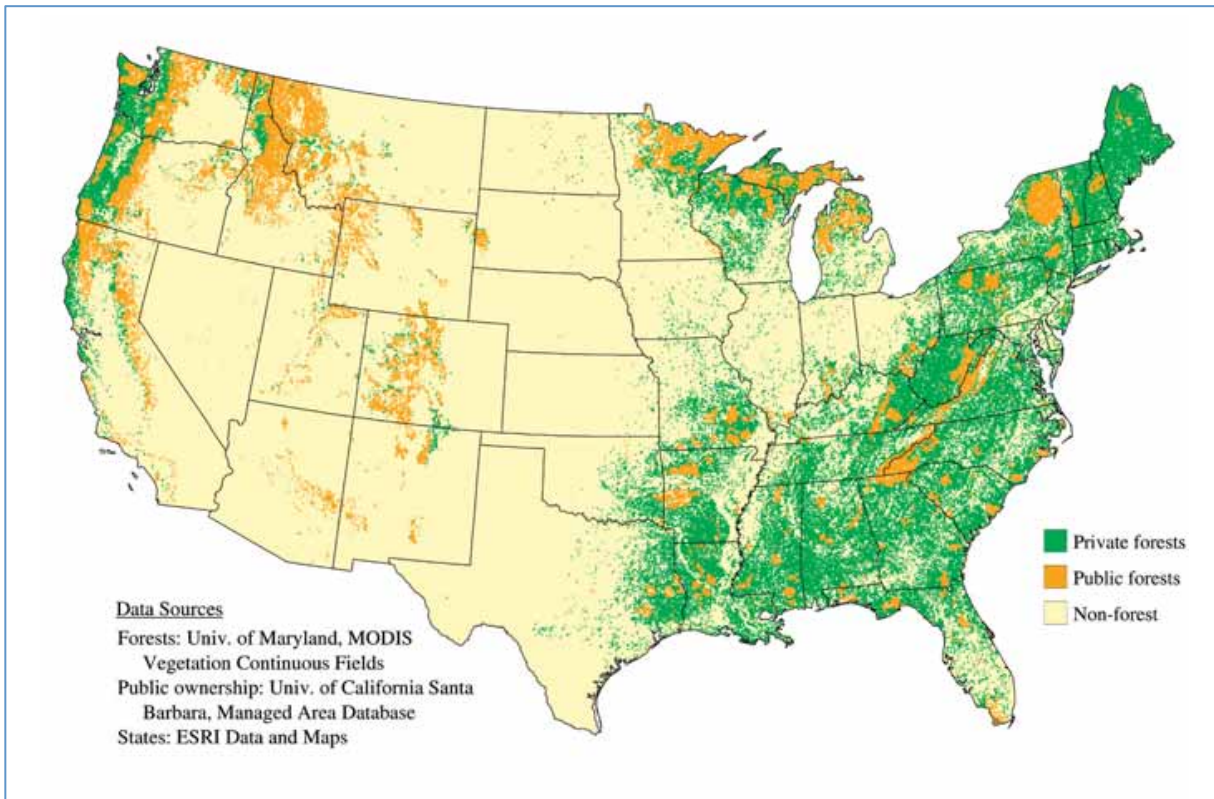 Private forests
Public forests
Non-forest
Data Sources
Forests: Univ. of Maryland, MODIS
Vegetation Continuous Fields
Public ownership: Univ. of California Santa
Barbara, Managed Area Database
States: ESRI Data and Maps